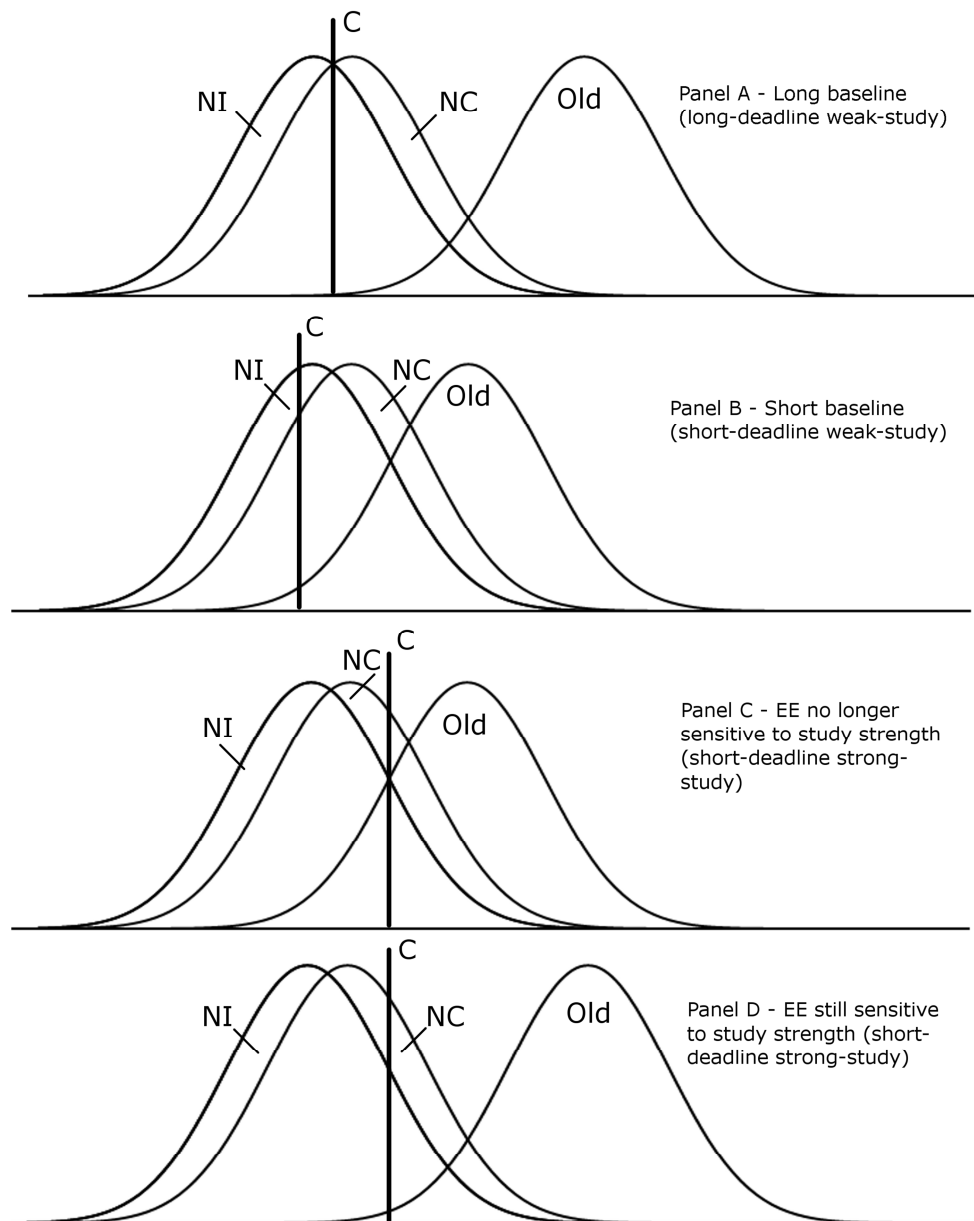 C
NI
NC
Old
Panel A - Long baseline
(long-deadline weak-study)
C
NI
NC
Old
Panel B - Short baseline
(short-deadline weak-study)
C
NC
NI
Old
Panel C - EE no longer
sensitive to study strength
(short-deadline strong-
study)
C
NI
NC
Old
Panel D - EE still sensitive
to study strength (short-
deadline strong-study)